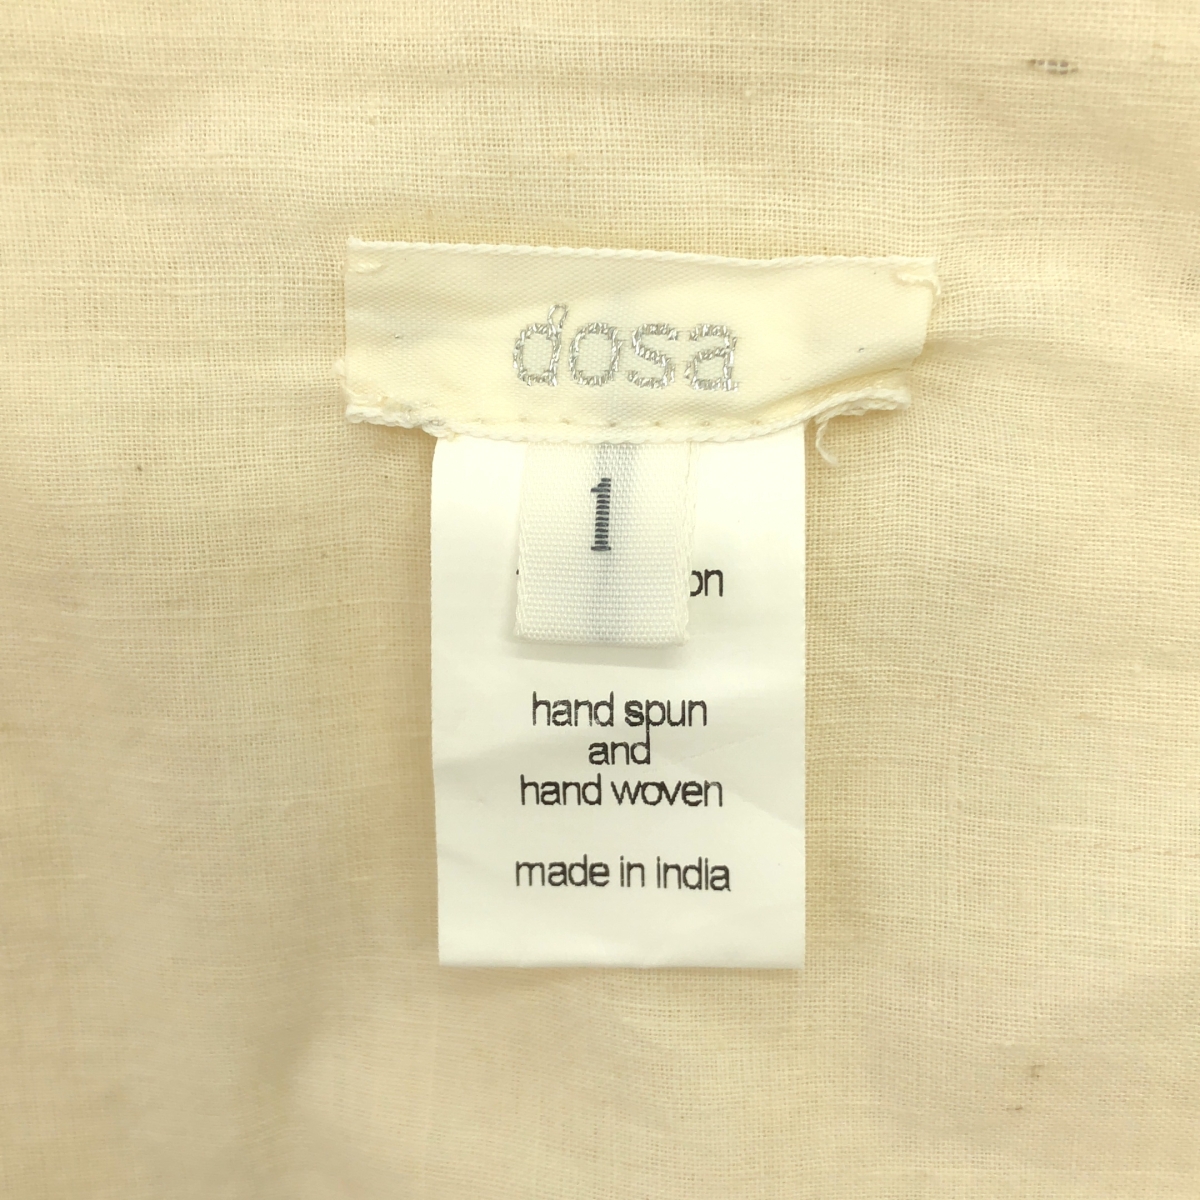 dosa
1
hand spun
and
hand woven
made in india